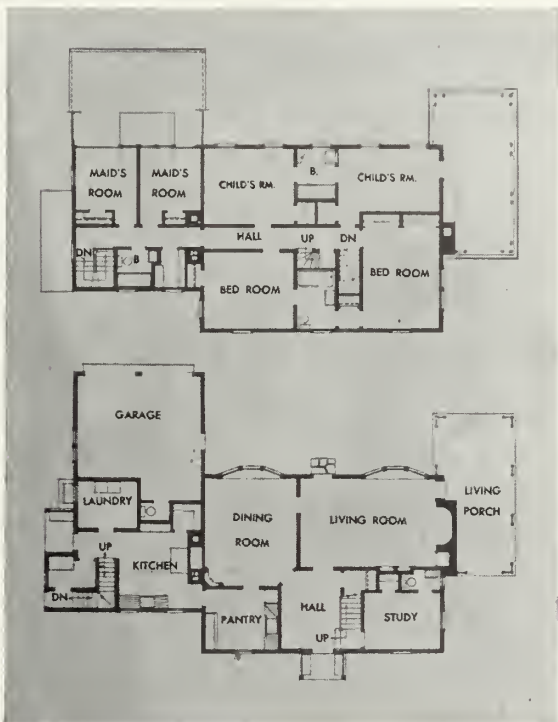 MAID'S
ROOM
MAID'S
ROOM
CHILD'S RM.
B.
CHILD'S RM.
HALL
UP
DN
DN
B
BED ROOM
BED ROOM
GARAGE
LAUNDRY
DINING
ROOM
LIVING ROOM
LIVING
PORCH
UP
KITCHEN
DN
PANTRY
HALL
UP
STUDY